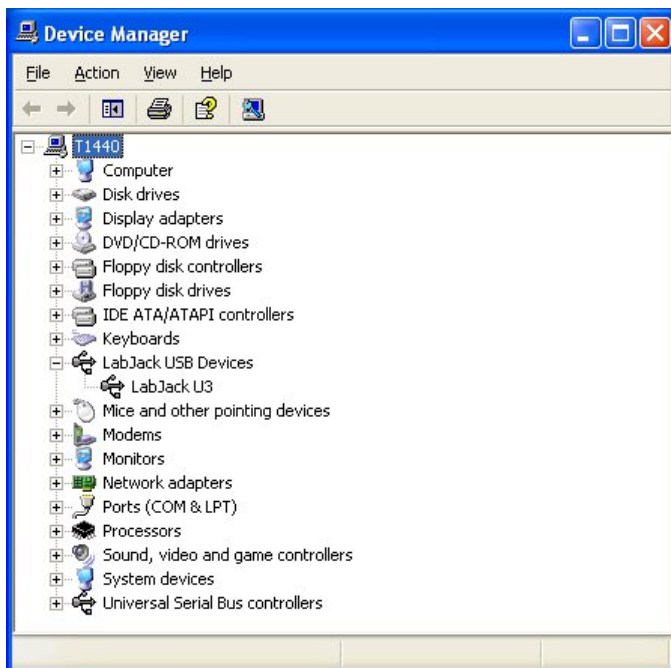 Device Manager
File Action View Help
T1440
Computer
Disk drives
Display adapters
DVD/CD-ROM drives
Floppy disk controllers
Floppy disk drives
IDE ATA/ATAPI controllers
Keyboards
LabJack USB Devices
LabJack U3
Mice and other pointing devices
Modems
Monitors
Network adapters
Ports (COM & LPT)
Processors
Sound, video and game controllers
System devices
Universal Serial Bus controllers